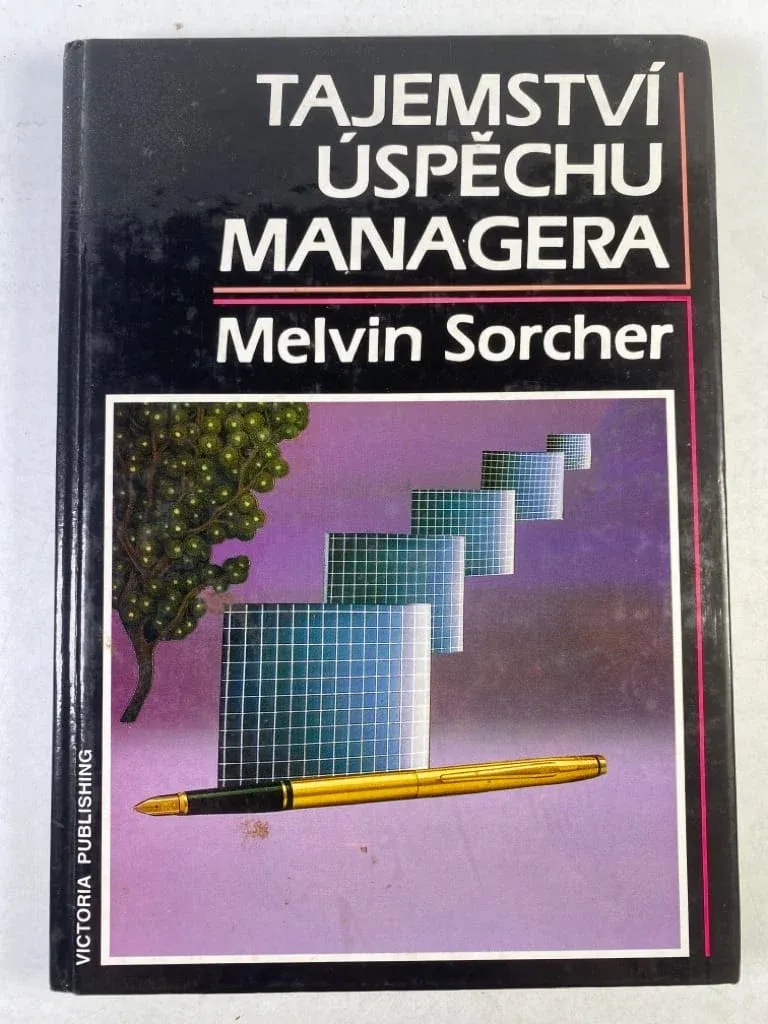 TAJEMSTVÍ
ÚSPĚCHU
MANAGERA
Melvin Sorcher
VICTORIA PUBLISHING